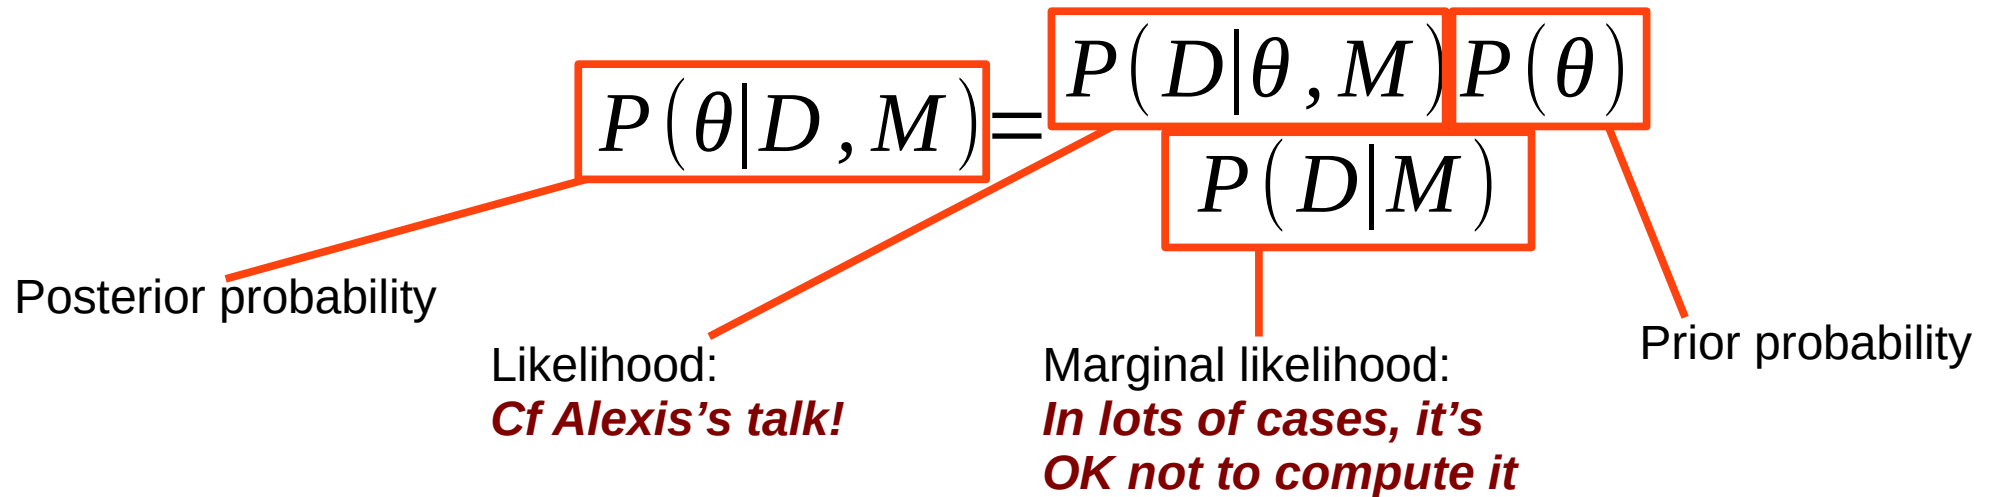 P(θ|D,M)=
P(D|θ,M)P(θ)
P(D|M)
Posterior probability
Likelihood:
Cf Alexis’s talk!
Marginal likelihood:
In lots of cases, it’s
OK not to compute it
Prior probability